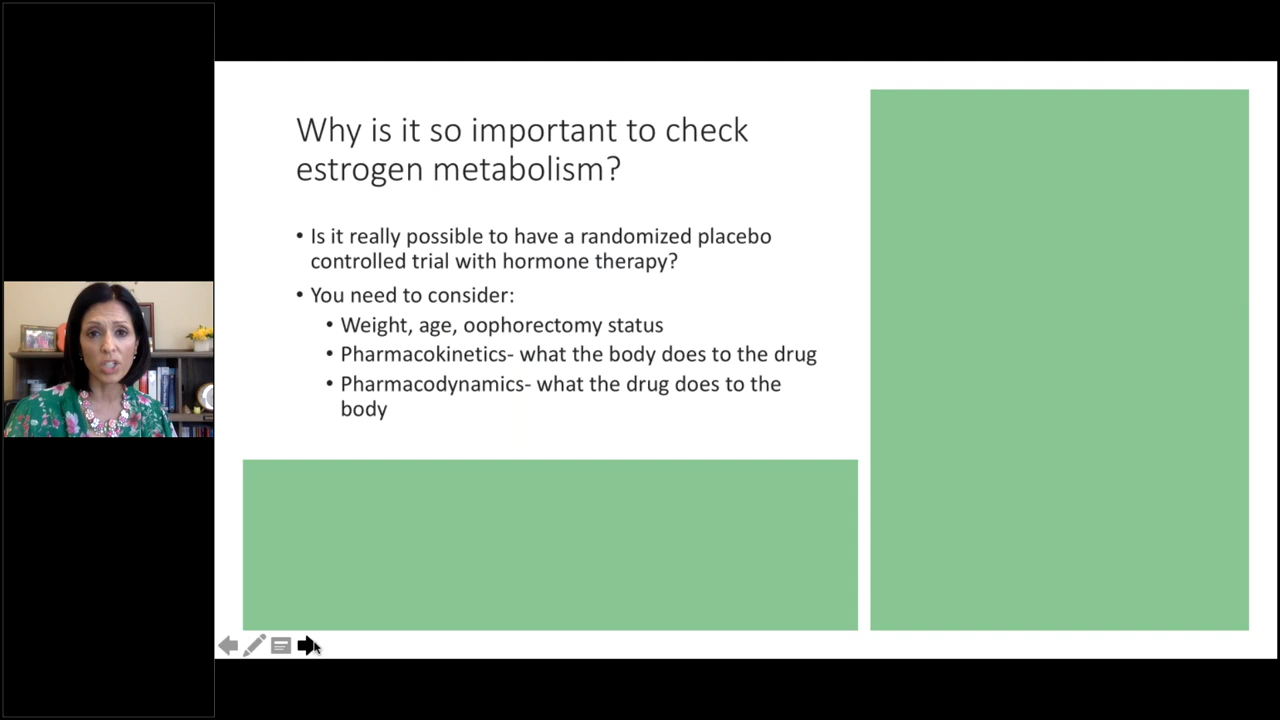 Why is it so important to check
estrogen metabolism?
• Is it really possible to have a randomized placebo
controlled trial with hormone therapy?
• You need to consider:
• Weight, age, oophorectomy status
• Pharmacokinetics- what the body does to the drug
• Pharmacodynamics- what the drug does to the
body